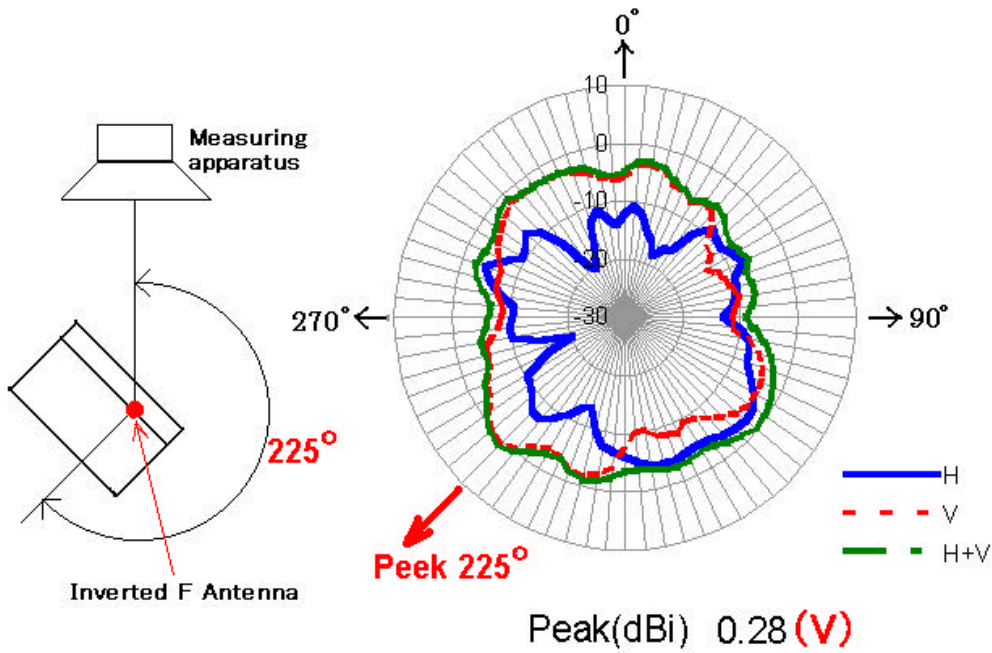 Measuring
apparatus
225°
Inverted F Antenna
0°
10
0
-10
-20
-30
270°
90°
Peek 225°
H
V
H+V
Peak(dBi) 0.28 (V)